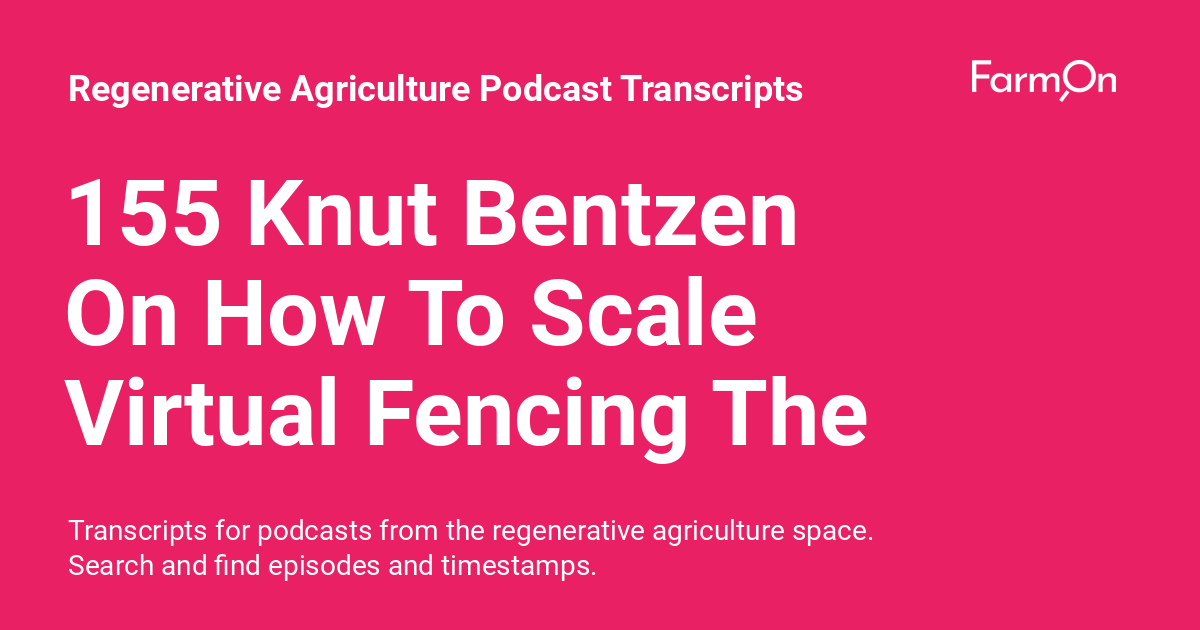 Regenerative Agriculture Podcast Transcripts
FarmOn
155 Knut Bentzen
On How To Scale
Virtual Fencing The
Transcripts for podcasts from the regenerative agriculture space.
Search and find episodes and timestamps.